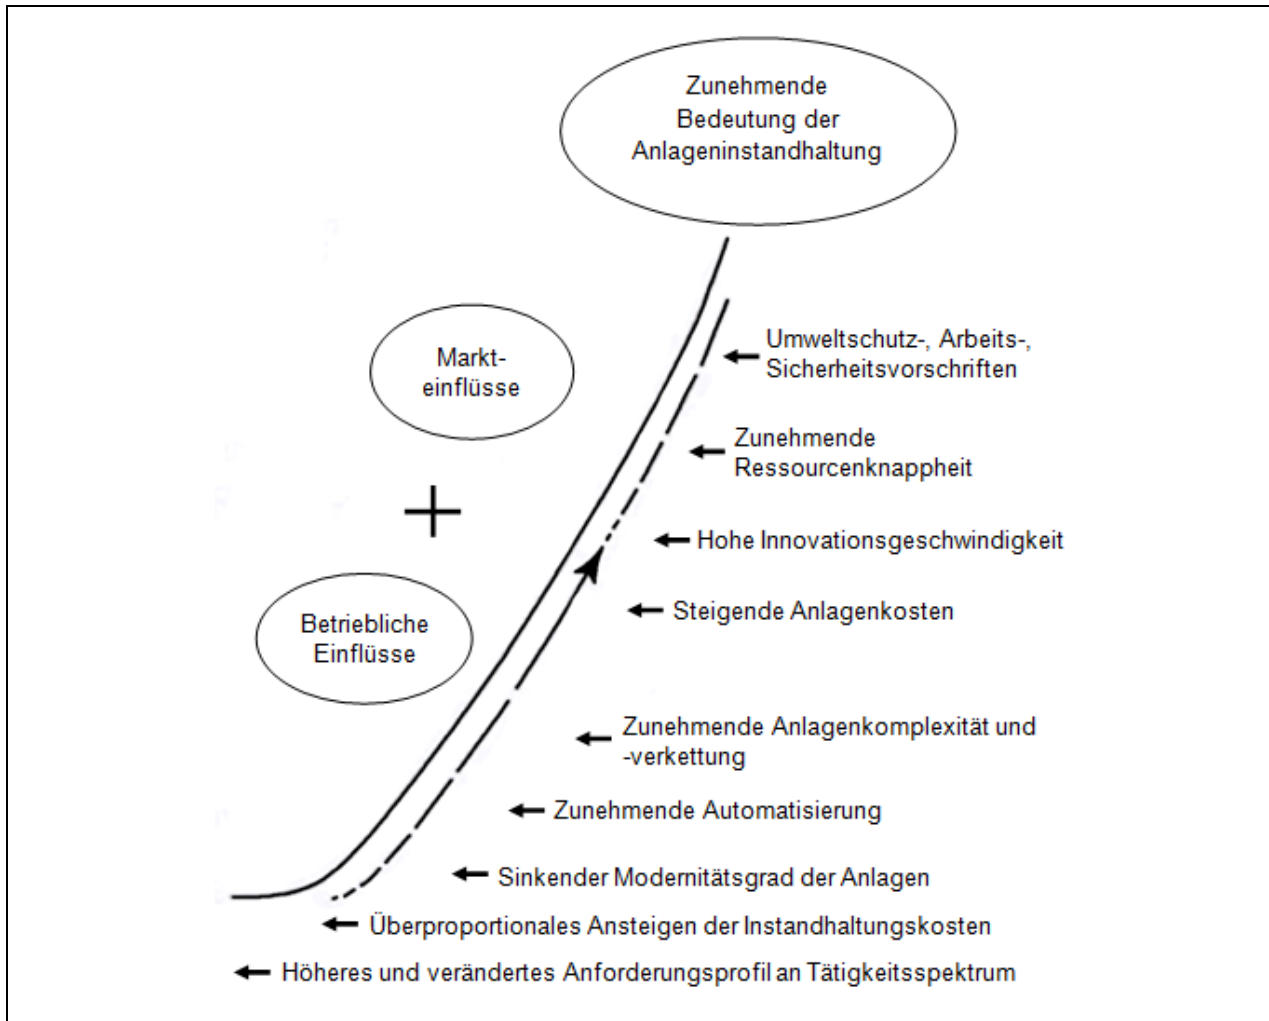 Zunehmende
Bedeutung der
Anlageninstandhaltung
Markt-
einflüsse
Betriebliche
Einflüsse
Umweltschutz-, Arbeits-,
Sicherheitsvorschriften
Zunehmende
Ressourcenknappheit
Hohe Innovationsgeschwindigkeit
Steigende Anlagenkosten
Zunehmende Anlagenkomplexität und
-verkettung
Zunehmende Automatisierung
Sinkender Modernitätsgrad der Anlagen
Überproportionales Ansteigen der Instandhaltungskosten
Höheres und verändertes Anforderungsprofil an Tätigkeitsspektrum